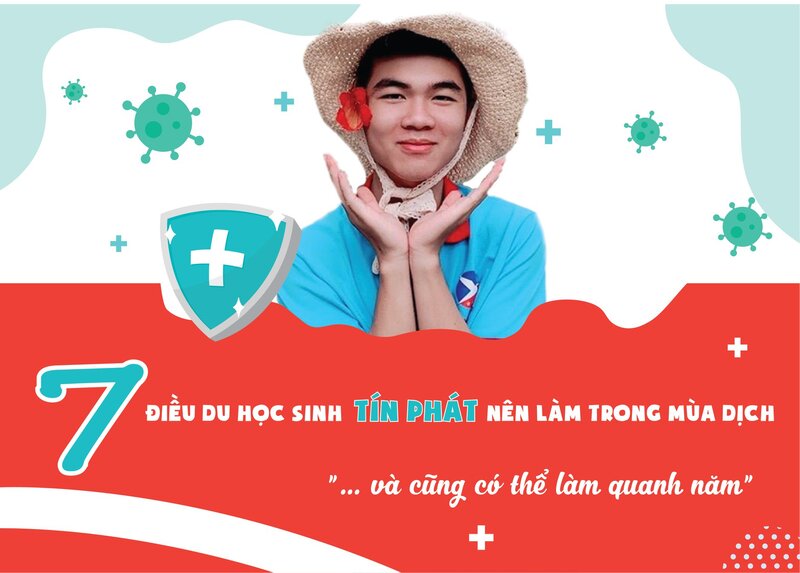 7 ĐIỀU DU HỌC SINH TÍN PHÁT NÊN LÀM TRONG MÙA DỊCH
"... và cũng có thể làm quanh năm"